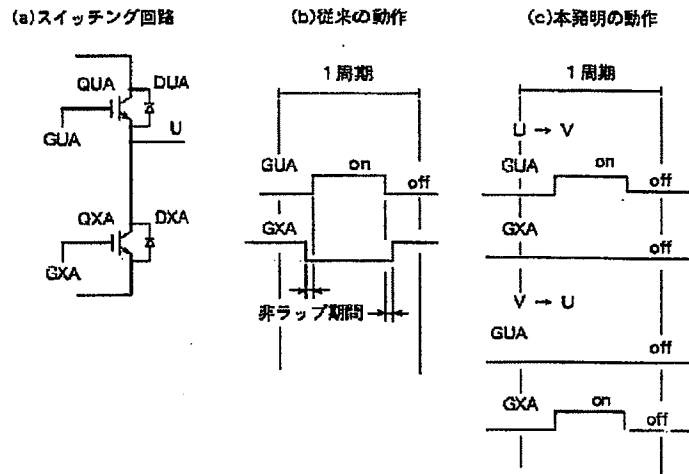 (a)スイッチング回路
QUA
DUA
U
GUA
QXA
DXA
GXA
(b)従来の動作
1周期
GUA
on
off
GXA
非ラップ期間
(c)本発明の動作
1周期
U → V
GUA
on
off
GXA
off
V → U
GUA
off
GXA
on
off